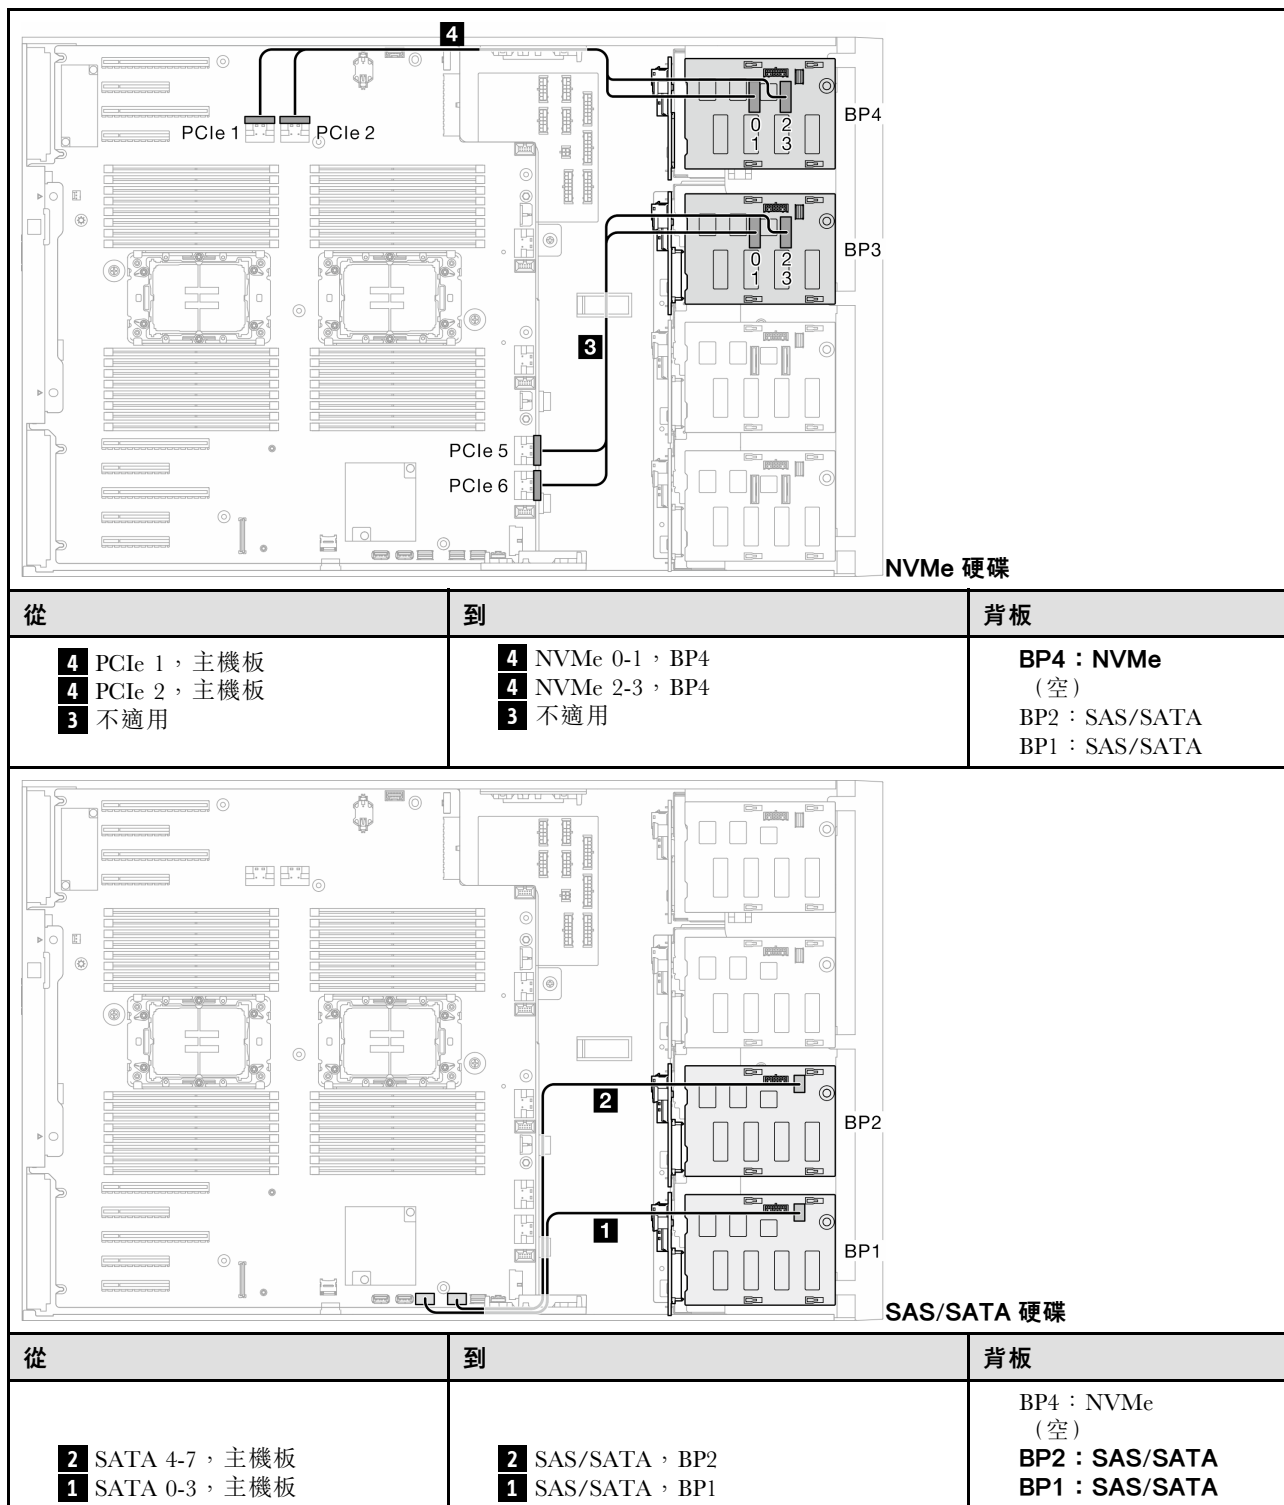 4
PCIe 1
PCIe 2
0
1
2
3
BP4
0
1
2
3
BP3
3
PCIe 5
PCIe 6
NVMe 硬碟
從
到
背板
4 PCIe 1，主機板
4 PCIe 2，主機板
3 不適用
4 NVMe 0-1，BP4
4 NVMe 2-3，BP4
3 不適用
BP4：NVMe
（空）
BP2：SAS/SATA
BP1：SAS/SATA
2
BP2
1
BP1
SAS/SATA 硬碟
從
到
背板
2 SATA 4-7，主機板
1 SATA 0-3，主機板
2 SAS/SATA，BP2
1 SAS/SATA，BP1
BP4：NVMe
（空）
BP2：SAS/SATA
BP1：SAS/SATA